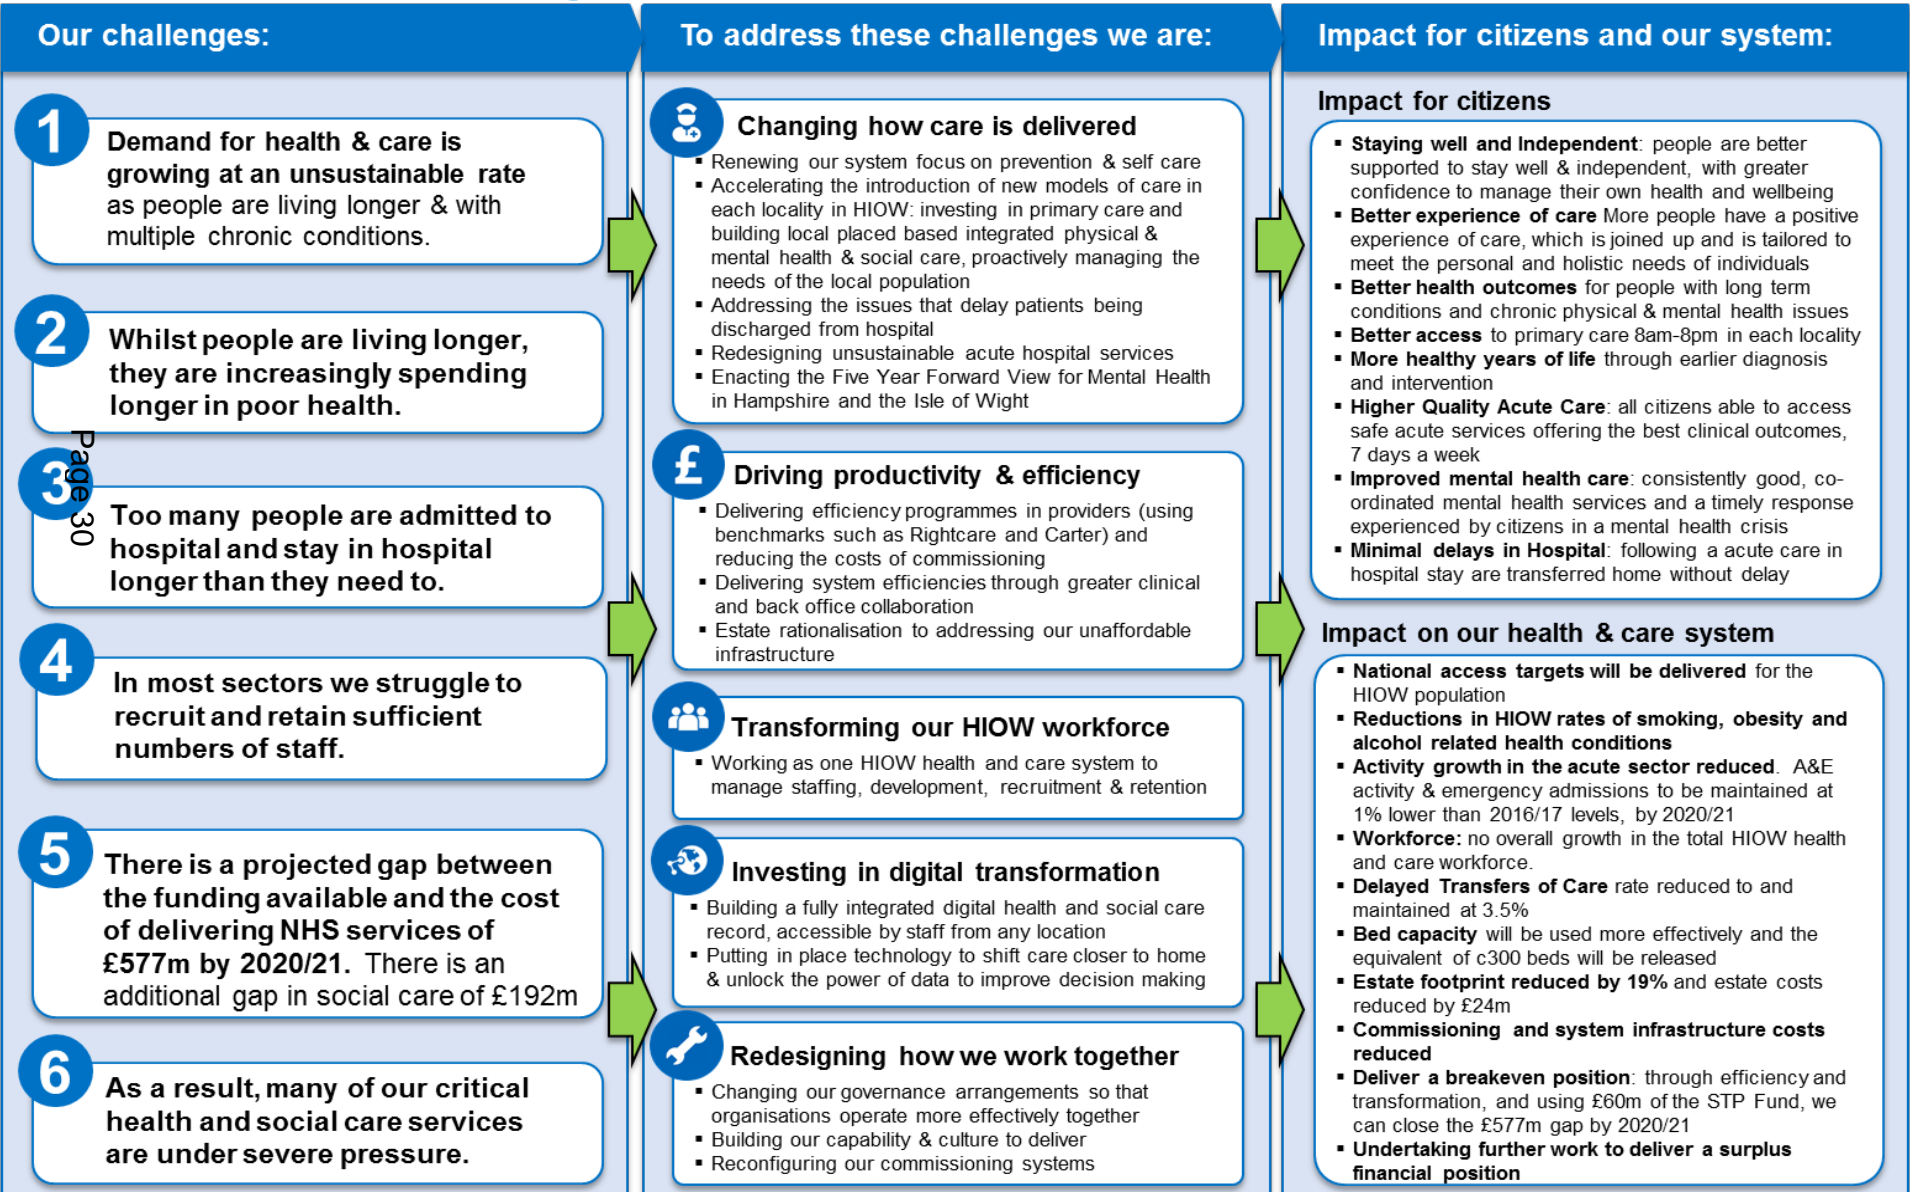 Our challenges:
1
Demand for health & care is
growing at an unsustainable rate
as people are living longer & with
multiple chronic conditions.
2
Whilst people are living longer,
they are increasingly spending
longer in poor health.
Page 30
3
Too many people are admitted to
hospital and stay in hospital
longer than they need to.
4
In most sectors we struggle to
recruit and retain sufficient
numbers of staff.
5
There is a projected gap between
the funding available and the cost
of delivering NHS services of
£577m by 2020/21. There is an
additional gap in social care of £192m
6
As a result, many of our critical
health and social care services
are under severe pressure.
To address these challenges we are:
Changing how care is delivered
▪ Renewing our system focus on prevention & self care
▪ Accelerating the introduction of new models of care in
each locality in HIOW: investing in primary care and
building local placed based integrated physical &
mental health & social care, proactively managing the
needs of the local population
▪ Addressing the issues that delay patients being
discharged from hospital
▪ Redesigning unsustainable acute hospital services
▪ Enacting the Five Year Forward View for Mental Health
in Hampshire and the Isle of Wight
£
Driving productivity & efficiency
▪ Delivering efficiency programmes in providers (using
benchmarks such as Rightcare and Carter) and
reducing the costs of commissioning
▪ Delivering system efficiencies through greater clinical
and back office collaboration
▪ Estate rationalisation to addressing our unaffordable
infrastructure
Transforming our HIOW workforce
▪ Working as one HIOW health and care system to
manage staffing, development, recruitment & retention
Investing in digital transformation
▪ Building a fully integrated digital health and social care
record, accessible by staff from any location
▪ Putting in place technology to shift care closer to home
& unlock the power of data to improve decision making
Redesigning how we work together
▪ Changing our governance arrangements so that
organisations operate more effectively together
▪ Building our capability & culture to deliver
▪ Reconfiguring our commissioning systems
Impact for citizens and our system:
Impact for citizens
▪ Staying well and Independent: people are better
supported to stay well & independent, with greater
confidence to manage their own health and wellbeing
▪ Better experience of care More people have a positive
experience of care, which is joined up and is tailored to
meet the personal and holistic needs of individuals
▪ Better health outcomes for people with long term
conditions and chronic physical & mental health issues
▪ Better access to primary care 8am-8pm in each locality
▪ More healthy years of life through earlier diagnosis
and intervention
▪ Higher Quality Acute Care: all citizens able to access
safe acute services offering the best clinical outcomes,
7 days a week
▪ Improved mental health care: consistently good, co-
ordinated mental health services and a timely response
experienced by citizens in a mental health crisis
▪ Minimal delays in Hospital: following a acute care in
hospital stay are transferred home without delay
Impact on our health & care system
▪ National access targets will be delivered for the
HIOW population
▪ Reductions in HIOW rates of smoking, obesity and
alcohol related health conditions
▪ Activity growth in the acute sector reduced. A&E
activity & emergency admissions to be maintained at
1% lower than 2016/17 levels, by 2020/21
▪ Workforce: no overall growth in the total HIOW health
and care workforce.
▪ Delayed Transfers of Care rate reduced to and
maintained at 3.5%
▪ Bed capacity will be used more effectively and the
equivalent of c300 beds will be released
▪ Estate footprint reduced by 19% and estate costs
reduced by £24m
▪ Commissioning and system infrastructure costs
reduced
▪ Deliver a breakeven position: through efficiency and
transformation, and using £60m of the STP Fund, we
can close the £577m gap by 2020/21
▪ Undertaking further work to deliver a surplus
financial position